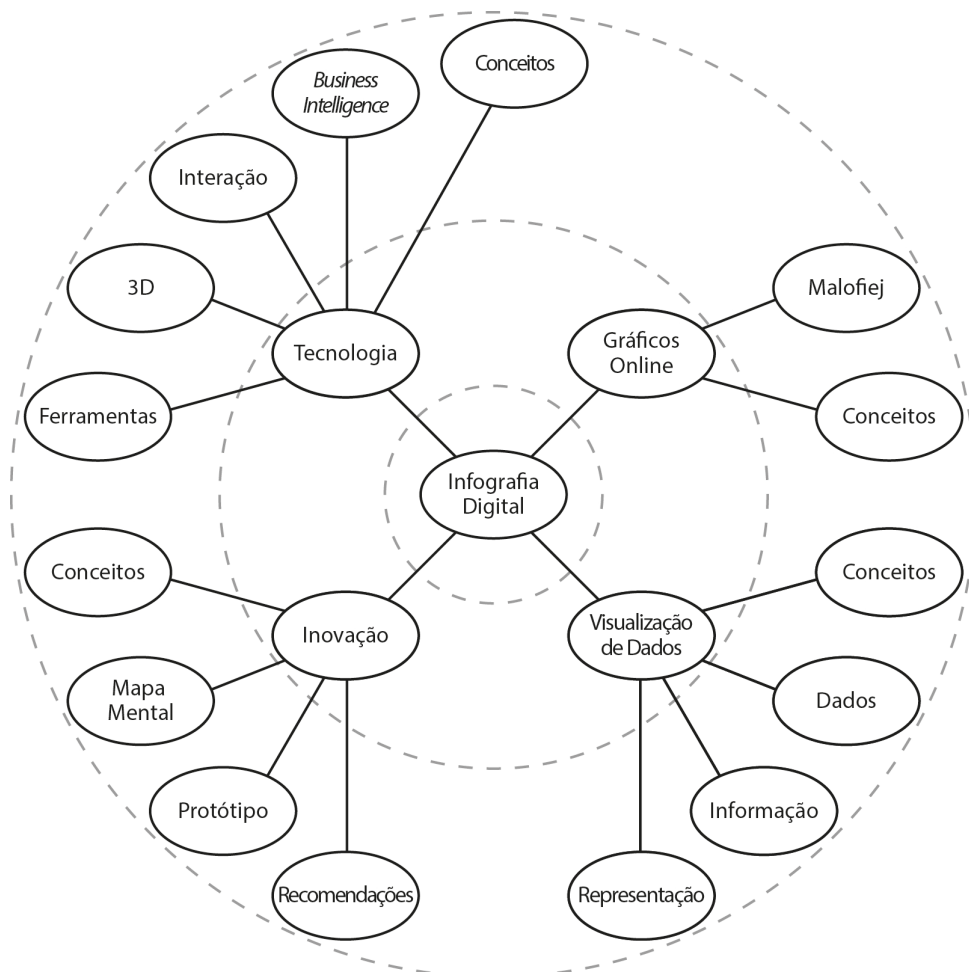 Conceitos
Business
Intelligence
Interação
3D
Malofiej
Tecnologia
Gráficos
Online
Ferramentas
Conceitos
Infografia
Digital
Conceitos
Conceitos
Inovação
Visualização
de Dados
Mapa
Mental
Dados
Protótipo
Informação
Recomendações
Representação